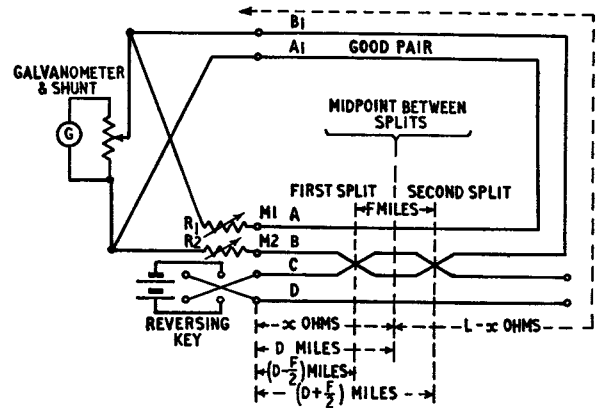 B1
A1
GOOD PAIR
GALVANOMETER
& SHUNT
G
MIDPOINT BETWEEN
SPLITS
FIRST SPLIT
SECOND SPLIT
F MILES
R1
M1
A
R2
M2
B
C
D
REVERSING
KEY
x OHMS
L-x OHMS
D MILES
(D-F/2) MILES
(D+F/2) MILES